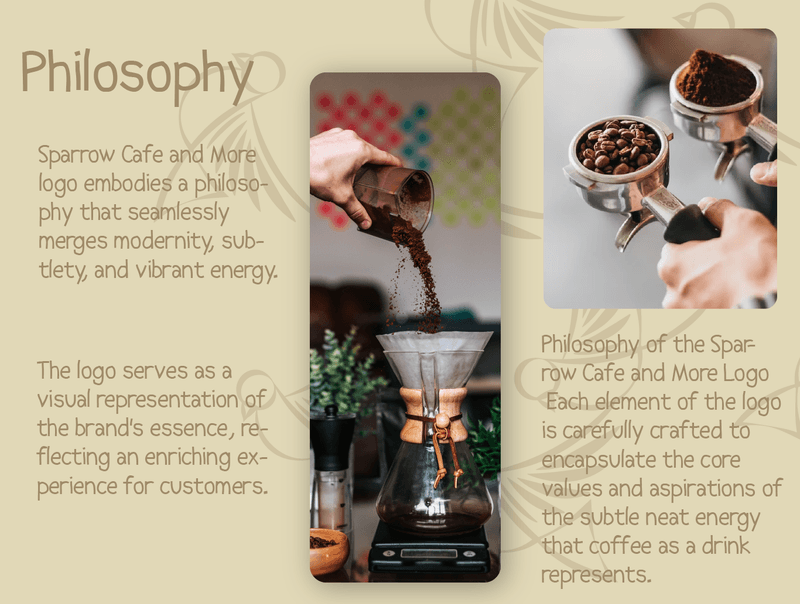 Philosophy
Sparrow Cafe and More
logo embodies a philoso-
phy that seamlessly
merges modernity, sub-
tlety, and vibrant energy.
The logo serves as a
visual representation of
the brand's essence, re-
flecting an enriching ex-
perience for customers.
Philosophy of the Spar-
row Cafe and More Logo
Each element of the logo
is carefully crafted to
encapsulate the core
values and aspirations of
the subtle neat energy
that coffee as a drink
represents.